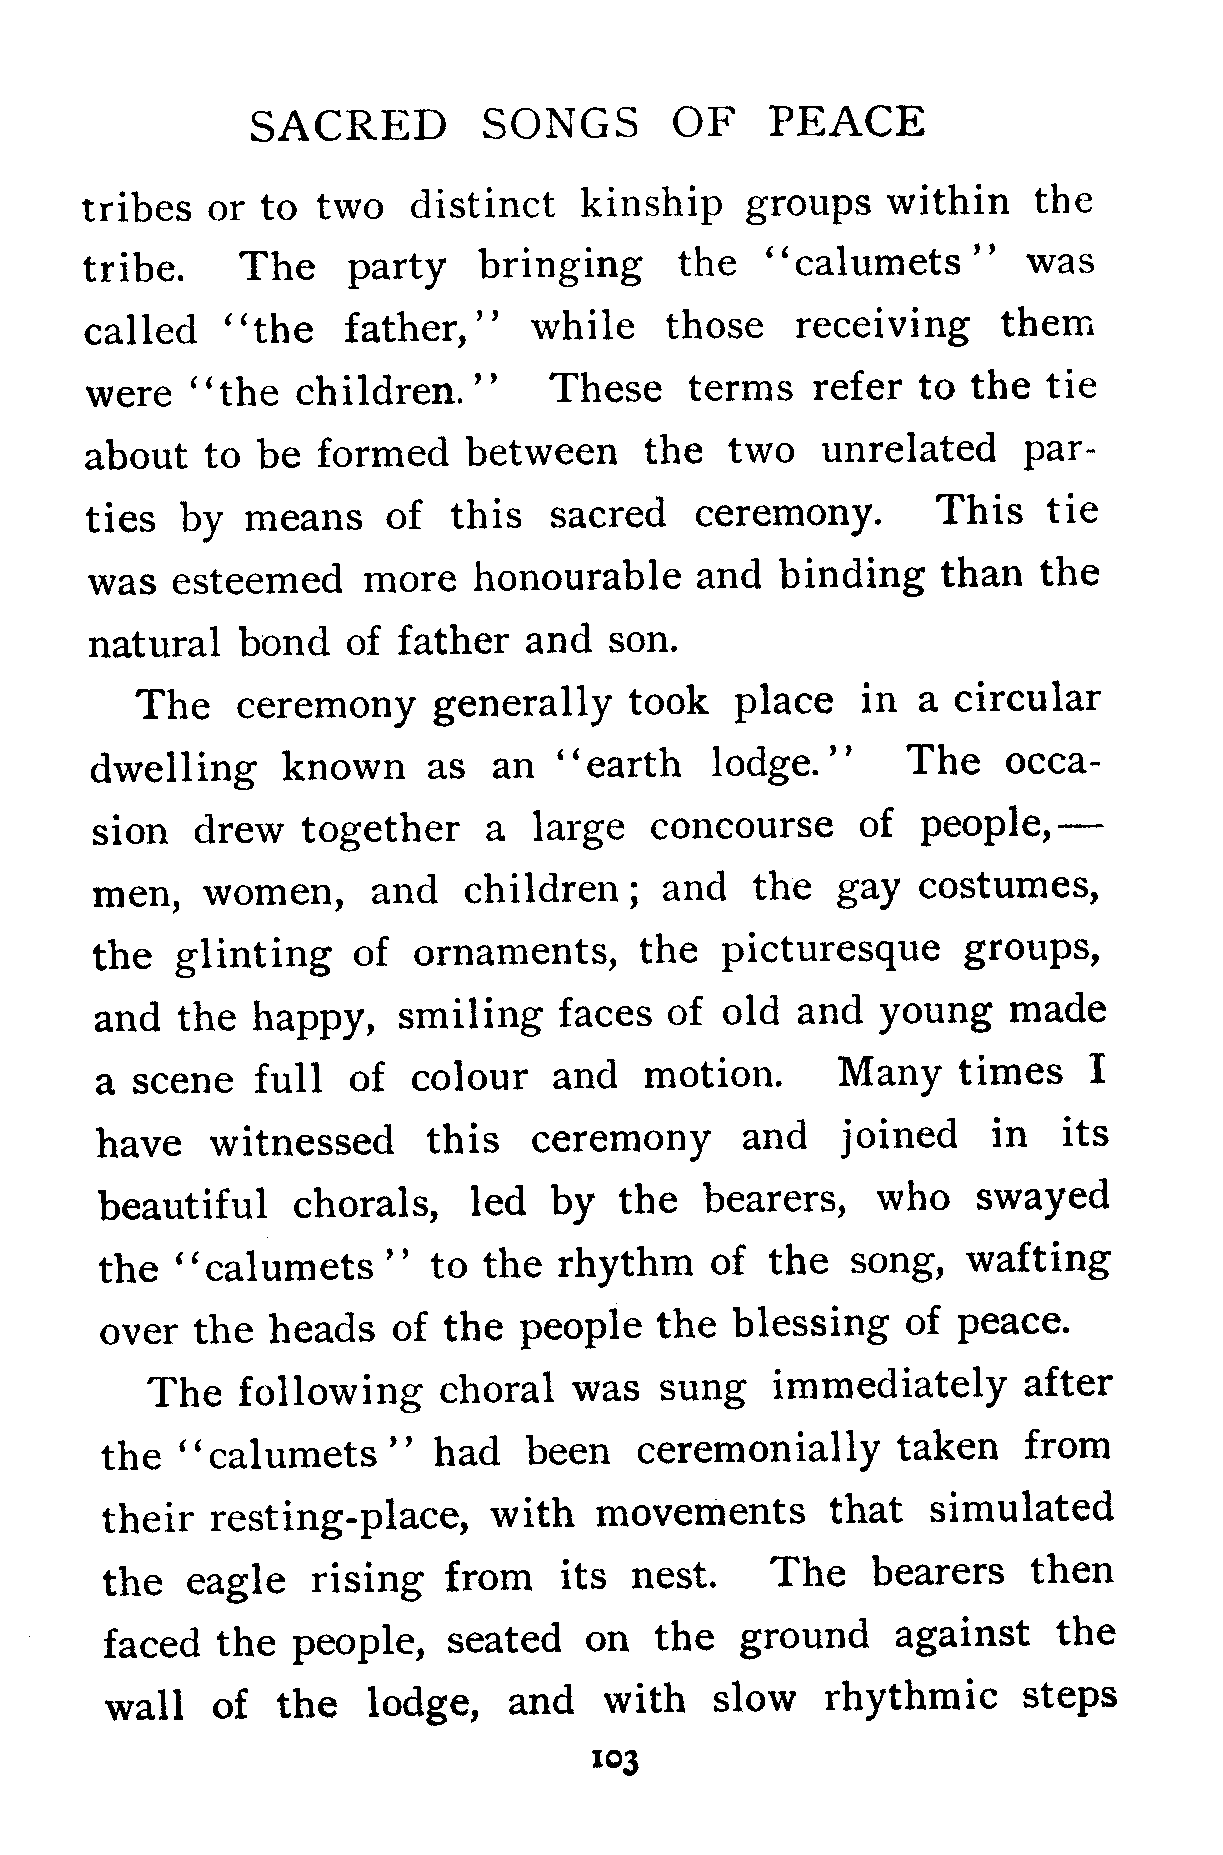 SACRED SONGS OF PEACE
tribes or to two distinct kinship groups within the
tribe. The party bringing the “calumets” was
called “the father,” while those receiving them
were “the children.” These terms refer to the tie
about to be formed between the two unrelated par-
ties by means of this sacred ceremony. This tie
was esteemed more honourable and binding than the
natural bond of father and son.
The ceremony generally took place in a circular
dwelling known as an “earth lodge.” The occa-
sion drew together a large concourse of people,—
men, women, and children; and the gay costumes,
the glinting of ornaments, the picturesque groups,
and the happy, smiling faces of old and young made
a scene full of colour and motion. Many times I
have witnessed this ceremony and joined in its
beautiful chorals, led by the bearers, who swayed
the “calumets” to the rhythm of the song, wafting
over the heads of the people the blessing of peace.
The following choral was sung immediately after
the “calumets” had been ceremonially taken from
their resting-place, with movements that simulated
the eagle rising from its nest. The bearers then
faced the people, seated on the ground against the
wall of the lodge, and with slow rhythmic steps
103